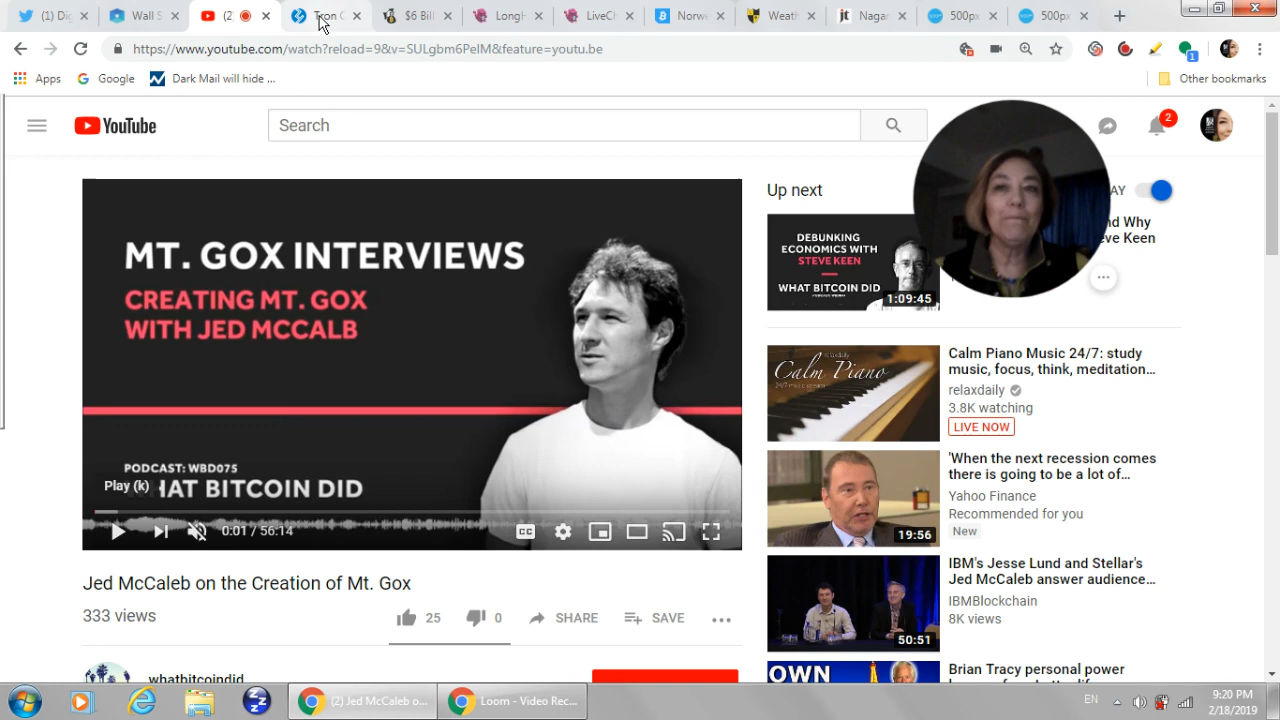 (1) Dig
Wall S
(2)
Tron C
$6 Bill
LongH
LiveCh
Norwe
Weath
Nagar
500px
500px
https://www.youtube.com/watch?reload=9&v=SULgbm6PeIM&feature=youtu.be
Apps
Google
Dark Mail will hide ...
Other bookmarks
YouTube
Search
2
Up next
AY
MT. GOX INTERVIEWS
CREATING MT. GOX
WITH JED MCCALB
PODCAST: WBD075
HAT BITCOIN DID
Play (k)
0:01 / 56:14
CC
Jed McCaleb on the Creation of Mt. Gox
333 views
25
0
SHARE
SAVE
whatbitcoindid
DEBUNKING
ECONOMICS WITH
STEVE KEEN
WHAT BITCOIN DID
1:09:45
nd Why
eve Keen
Calm Piano
Calm Piano Music 24/7: study
music, focus, think, meditation...
relaxdaily
3.8K watching
LIVE NOW
'When the next recession comes
there is going to be a lot of...
Yahoo Finance
Recommended for you
New
19:56
IBM's Jesse Lund and Stellar's
Jed McCaleb answer audience...
IBMBlockchain
8K views
50:51
OWN
Brian Tracy personal power
(2) Jed McCaleb o...
Loom - Video Rec...
EN
9:20 PM
2/18/2019